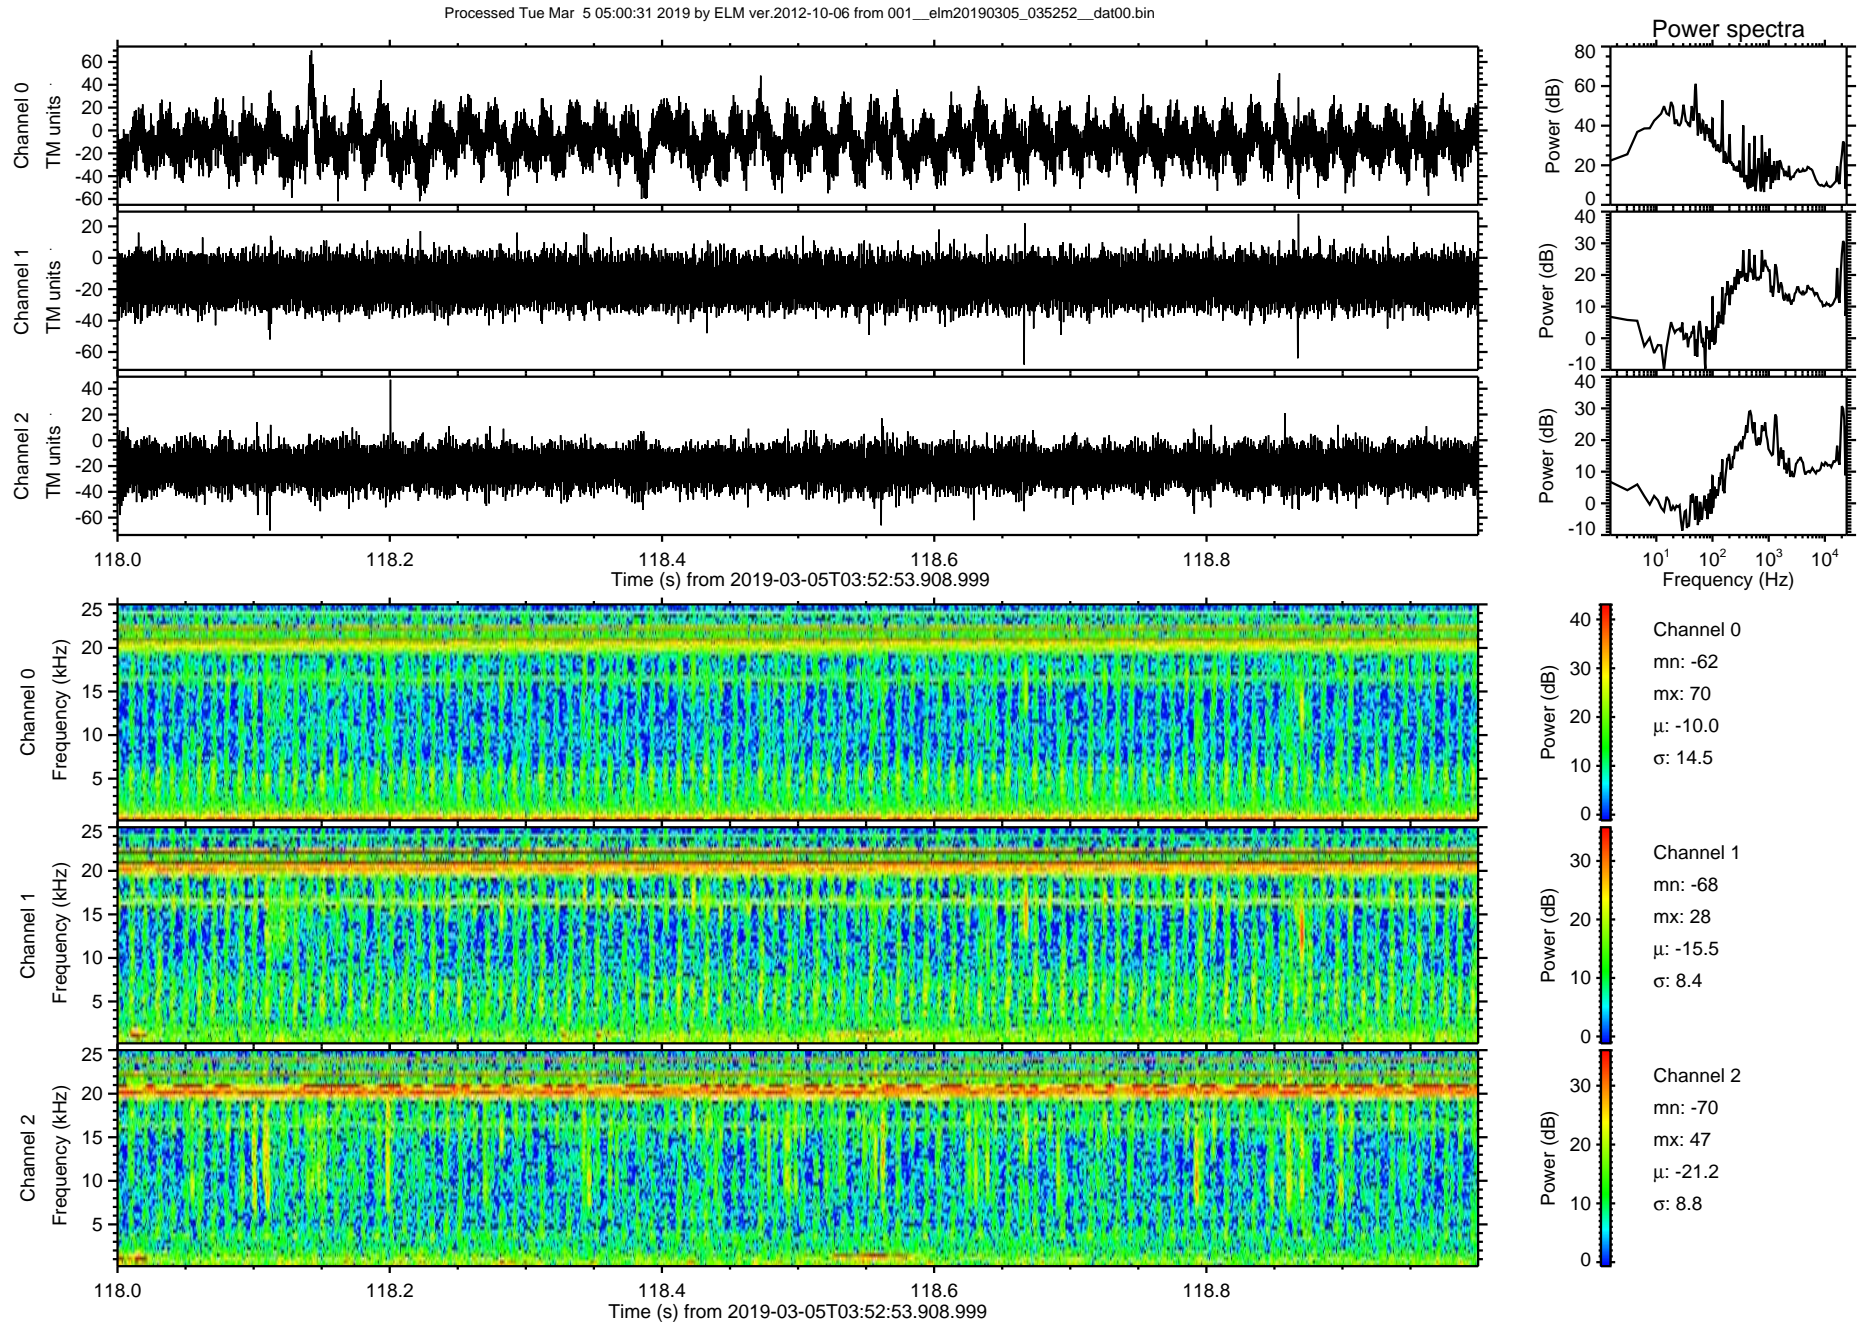 Processed Tue Mar  5 05:00:31 2019 by ELM ver.2012-10-06 from 001__elm20190305_035252__dat00.bin
Power spectra
Channel 0
TM units
60
40
20
0
-20
-40
-60
Power (dB)
80
60
40
20
0
Channel 1
TM units
20
0
-20
-40
-60
Power (dB)
40
30
20
10
0
-10
Channel 2
TM units
40
20
0
-20
-40
-60
Power (dB)
40
30
20
10
0
-10
118.0 118.2 118.4 118.6 118.8
Time (s) from 2019-03-05T03:52:53.908.999
10¹ 10² 10³ 10⁴
Frequency (Hz)
Channel 0
Frequency (kHz)
25
20
15
10
5
Power (dB)
40
30
20
10
0
Channel 0
mn: -62
mx: 70
μ: -10.0
σ: 14.5
Channel 1
Frequency (kHz)
25
20
15
10
5
Power (dB)
30
20
10
0
Channel 1
mn: -68
mx: 28
μ: -15.5
σ: 8.4
Channel 2
Frequency (kHz)
25
20
15
10
5
Power (dB)
30
20
10
0
Channel 2
mn: -70
mx: 47
μ: -21.2
σ: 8.8
118.0 118.2 118.4 118.6 118.8
Time (s) from 2019-03-05T03:52:53.908.999